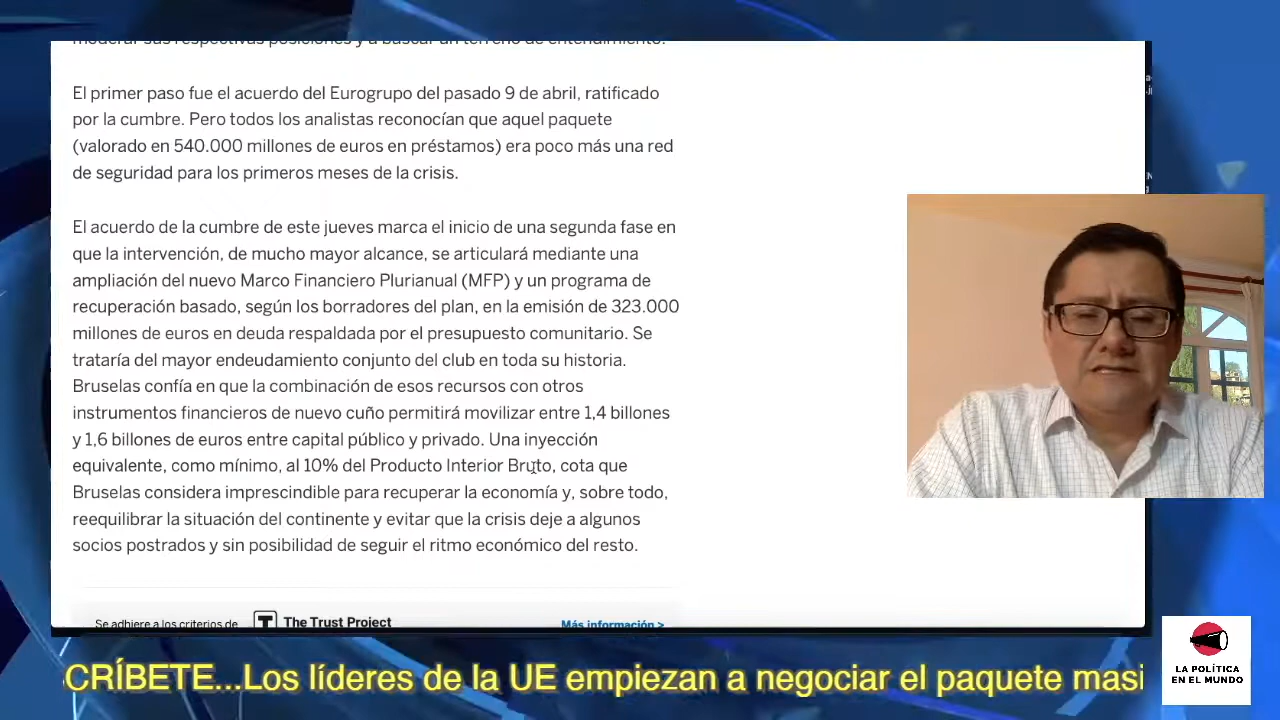 moderar sus respectivas posiciones y a buscar un terreno de entendimiento.
El primer paso fue el acuerdo del Eurogrupo del pasado 9 de abril, ratificado
por la cumbre. Pero todos los analistas reconocían que aquel paquete
(valorado en 540.000 millones de euros en préstamos) era poco más una red
de seguridad para los primeros meses de la crisis.
El acuerdo de la cumbre de este jueves marca el inicio de una segunda fase en
que la intervención, de mucho mayor alcance, se articulará mediante una
ampliación del nuevo Marco Financiero Plurianual (MFP) y un programa de
recuperación basado, según los borradores del plan, en la emisión de 323.000
millones de euros en deuda respaldada por el presupuesto comunitario. Se
trataría del mayor endeudamiento conjunto del club en toda su historia.
Bruselas confía en que la combinación de esos recursos con otros
instrumentos financieros de nuevo cuño permitirá movilizar entre 1,4 billones
y 1,6 billones de euros entre capital público y privado. Una inyección
equivalente, como mínimo, al 10% del Producto Interior Bruto, cota que
Bruselas considera imprescindible para recuperar la economía y, sobre todo,
reequilibrar la situación del continente y evitar que la crisis deje a algunos
socios postrados y sin posibilidad de seguir el ritmo económico del resto.
Se adhiere a los criterios de
The Trust Project
Más información >
CRÍBETE...Los líderes de la UE empiezan a negociar el paquete masi
LA POLÍTICA
EN EL MUNDO